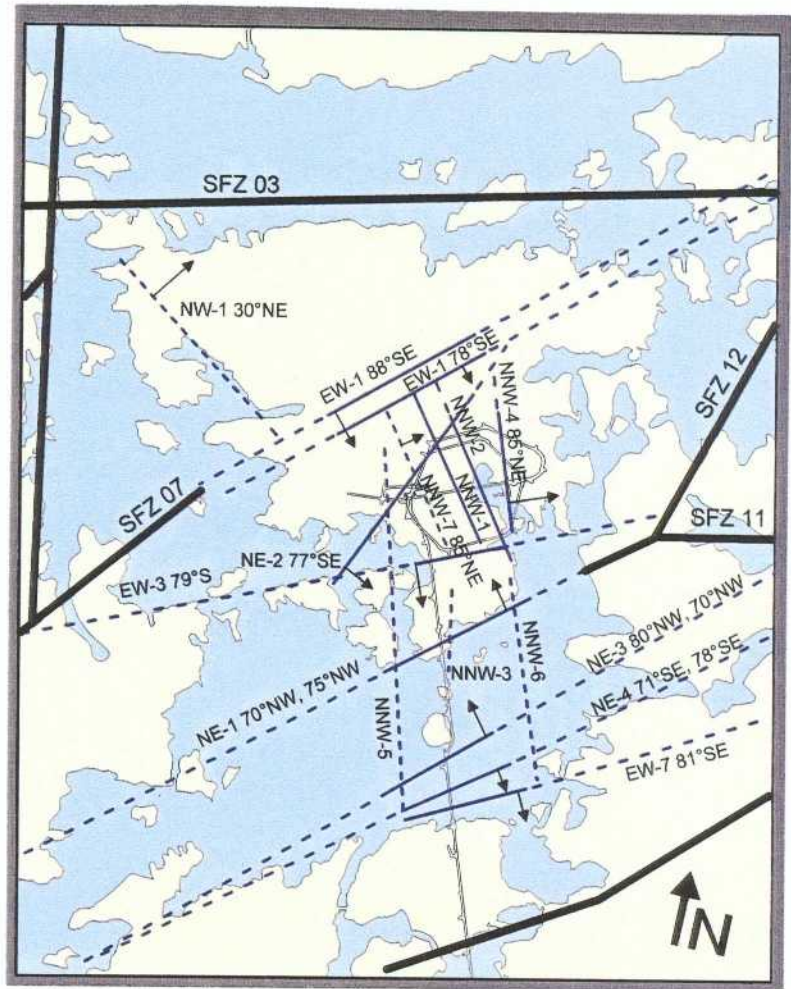 SFZ 03
NW-1 30°NE
EW-1 88°SE
EW-1 78°SE
SFZ 12
NNW-4 85°NE
NNW-2
NNW-1
NNW-7 85°NE
SFZ 07
SFZ 11
NE-2 77°SE
EW-3 79°S
NE-3 80°NW, 70°NW
NNW-6
NNW-3
NE-4 71°SE, 78°SE
NE-1 70°NW, 75°NW
NNW-5
EW-7 81°SE
N